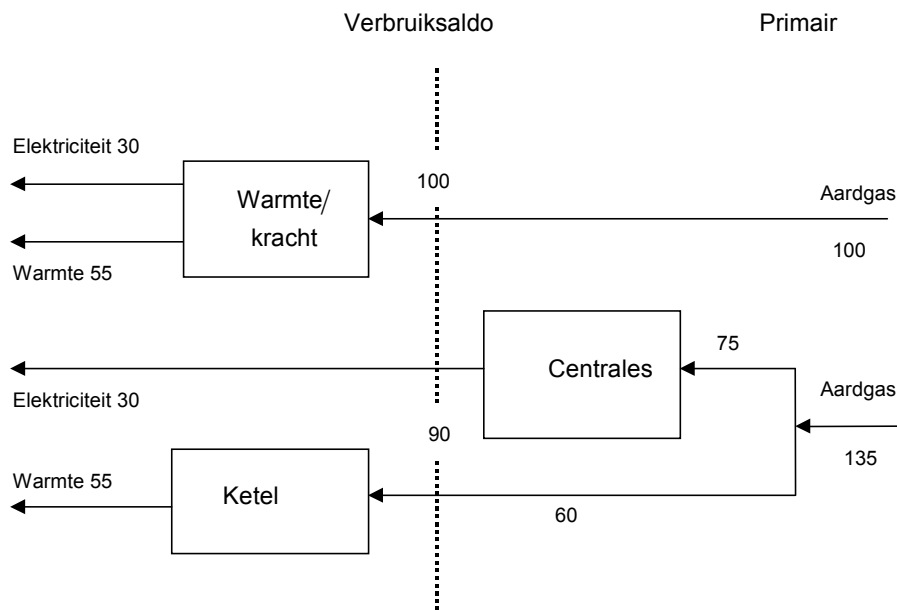 Verbruiksaldo
Primair
Elektriciteit 30
Warmte/
kracht
100
Aardgas
100
Warmte 55
Centrales
75
Aardgas
135
Elektriciteit 30
90
Warmte 55
Ketel
60